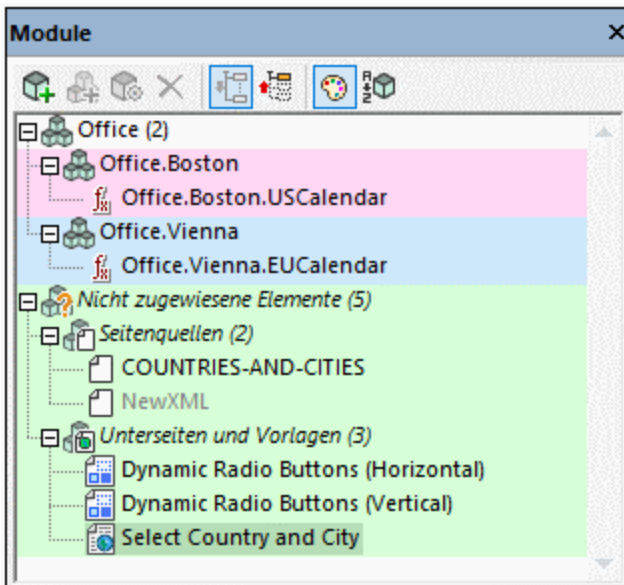 Module
Office (2)
Office.Boston
Office.Boston.USCalendar
Office.Vienna
Office.Vienna.EUCalendar
Nicht zugewiesene Elemente (5)
Seitenquellen (2)
COUNTRIES-AND-CITIES
NewXML
Unterseiten und Vorlagen (3)
Dynamic Radio Buttons (Horizontal)
Dynamic Radio Buttons (Vertical)
Select Country and City